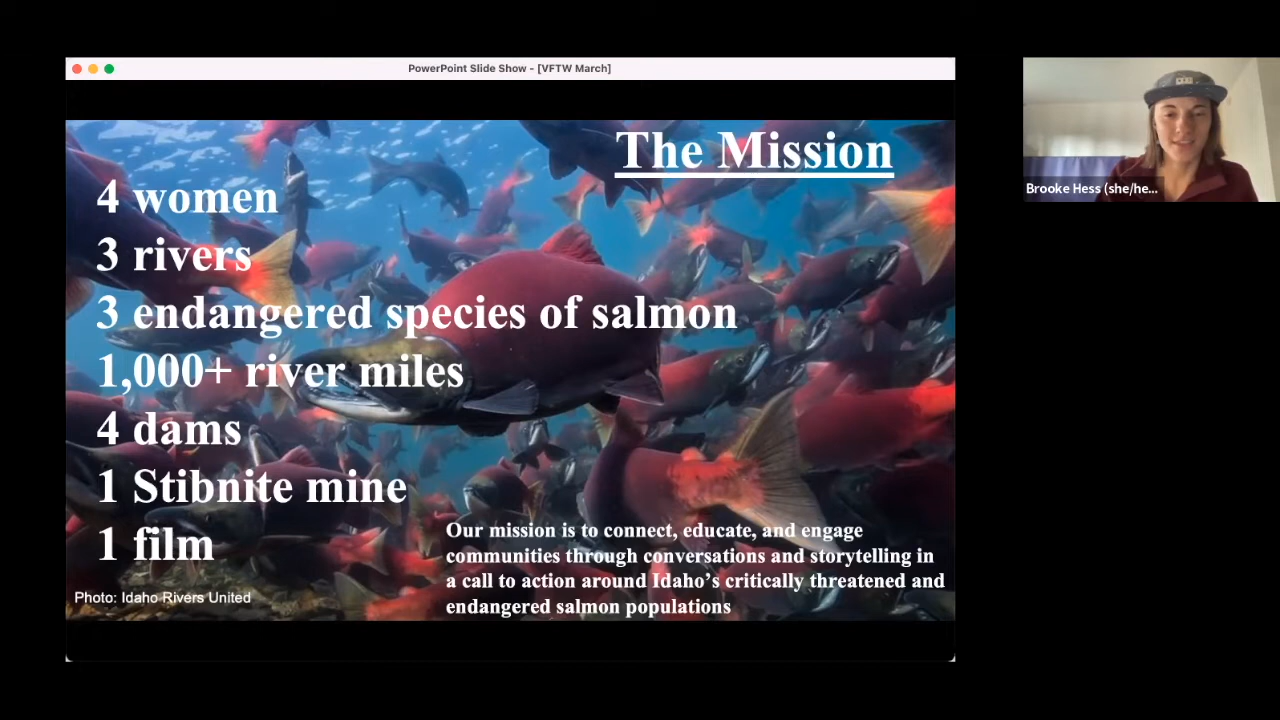 PowerPoint Slide Show - [VFTW March]
The Mission
4 women
3 rivers
3 endangered species of salmon
1,000+ river miles
4 dams
1 Stibnite mine
1 film
Our mission is to connect, educate, and engage
communities through conversations and storytelling in
a call to action around Idaho’s critically threatened and
endangered salmon populations
Photo: Idaho Rivers United
Brooke Hess (she/he...